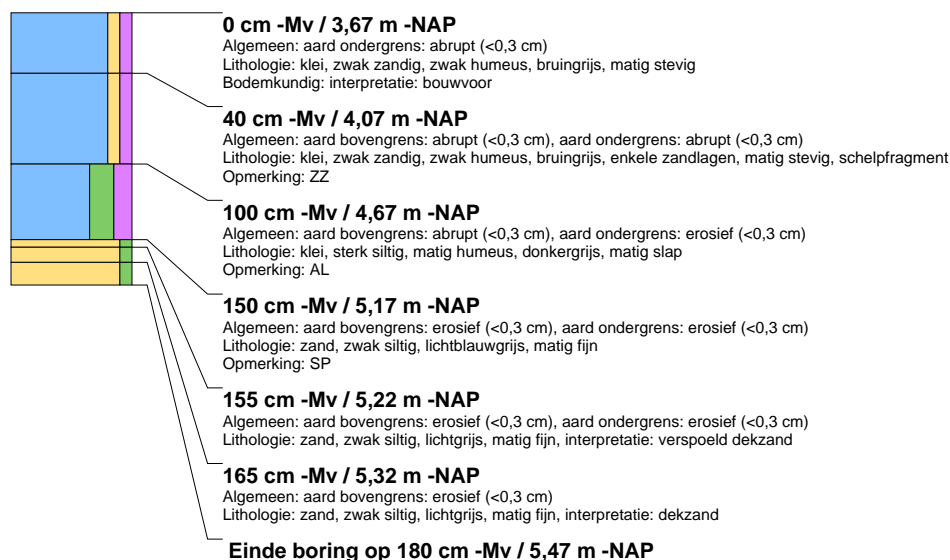 0 cm -Mv / 3,67 m -NAP
Algemeen: aard ondergrens: abrupt (<0,3 cm)
Lithologie: klei, zwak zandig, zwak humeus, bruingrijs, matig stevig
Bodemkundig: interpretatie: bouwvoor
40 cm -Mv / 4,07 m -NAP
Algemeen: aard bovengrens: abrupt (<0,3 cm), aard ondergrens: abrupt (<0,3 cm)
Lithologie: klei, zwak zandig, zwak humeus, bruingrijs, enkele zandlagen, matig stevig, schelpfragment
Opmerking: ZZ
100 cm -Mv / 4,67 m -NAP
Algemeen: aard bovengrens: abrupt (<0,3 cm), aard ondergrens: erosief (<0,3 cm)
Lithologie: klei, sterk siltig, matig humeus, donkergrijs, matig slap
Opmerking: AL
150 cm -Mv / 5,17 m -NAP
Algemeen: aard bovengrens: erosief (<0,3 cm), aard ondergrens: erosief (<0,3 cm)
Lithologie: zand, zwak siltig, lichtblauwgrijs, matig fijn
Opmerking: SP
155 cm -Mv / 5,22 m -NAP
Algemeen: aard bovengrens: erosief (<0,3 cm), aard ondergrens: erosief (<0,3 cm)
Lithologie: zand, zwak siltig, lichtgrijs, matig fijn, interpretatie: verspoeld dekzand
165 cm -Mv / 5,32 m -NAP
Algemeen: aard bovengrens: erosief (<0,3 cm)
Lithologie: zand, zwak siltig, lichtgrijs, matig fijn, interpretatie: dekzand
Einde boring op 180 cm -Mv / 5,47 m -NAP